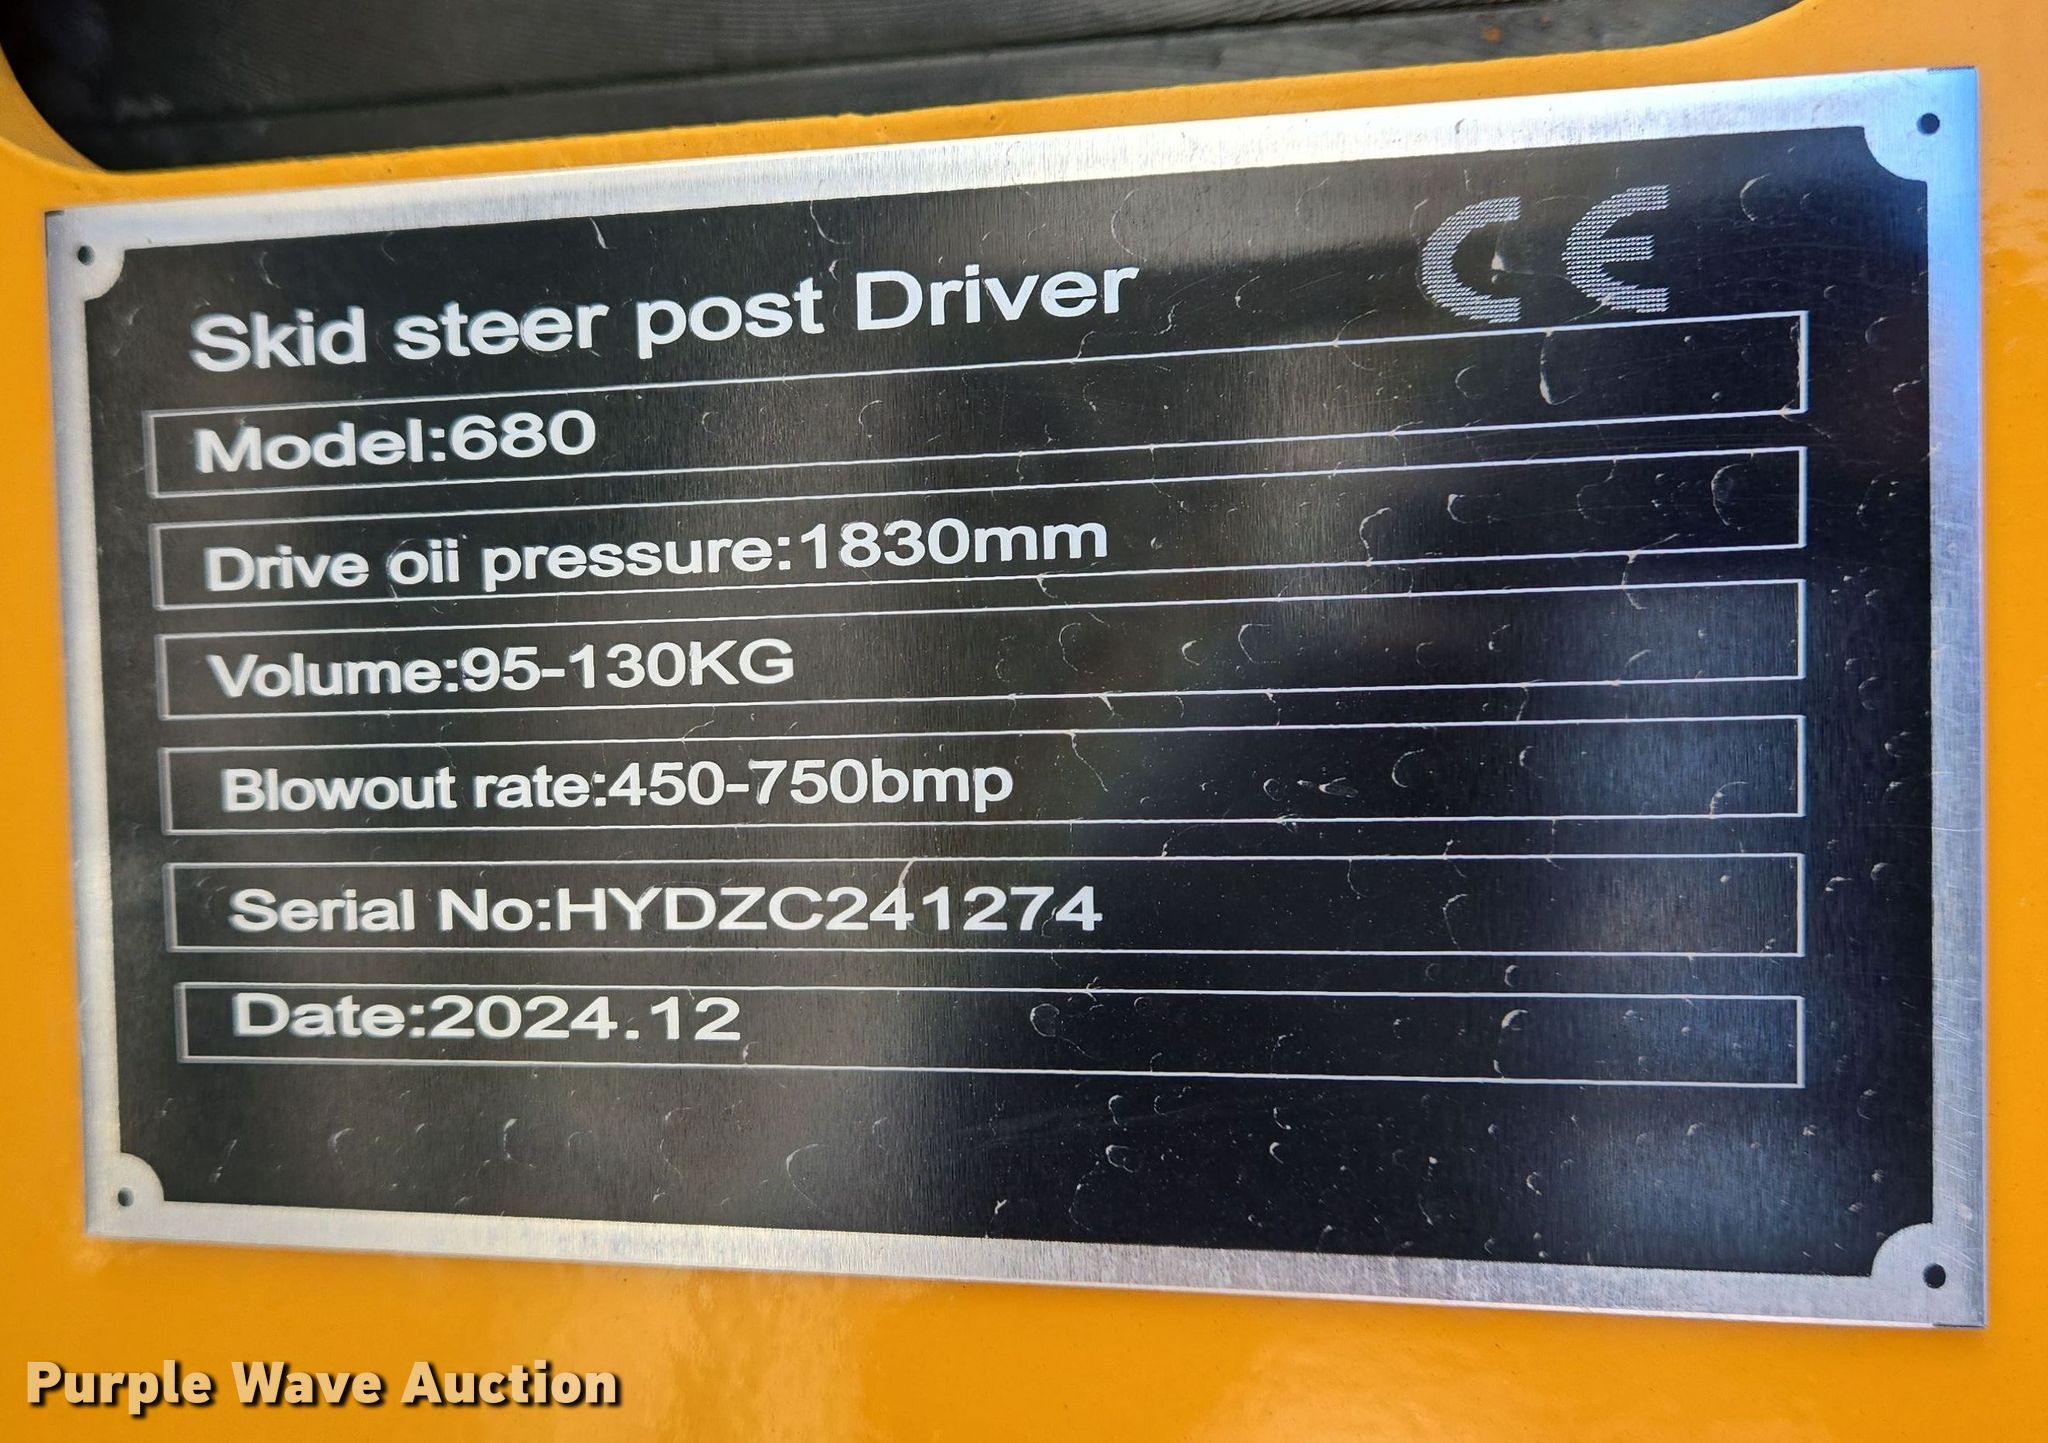 CE
Skid steer post Driver
Model:680
Drive oii pressure:1830mm
Volume:95-130KG
Blowout rate:450-750bmp
Serial No:HYDZC241274
Date:2024.12
Purple Wave Auction